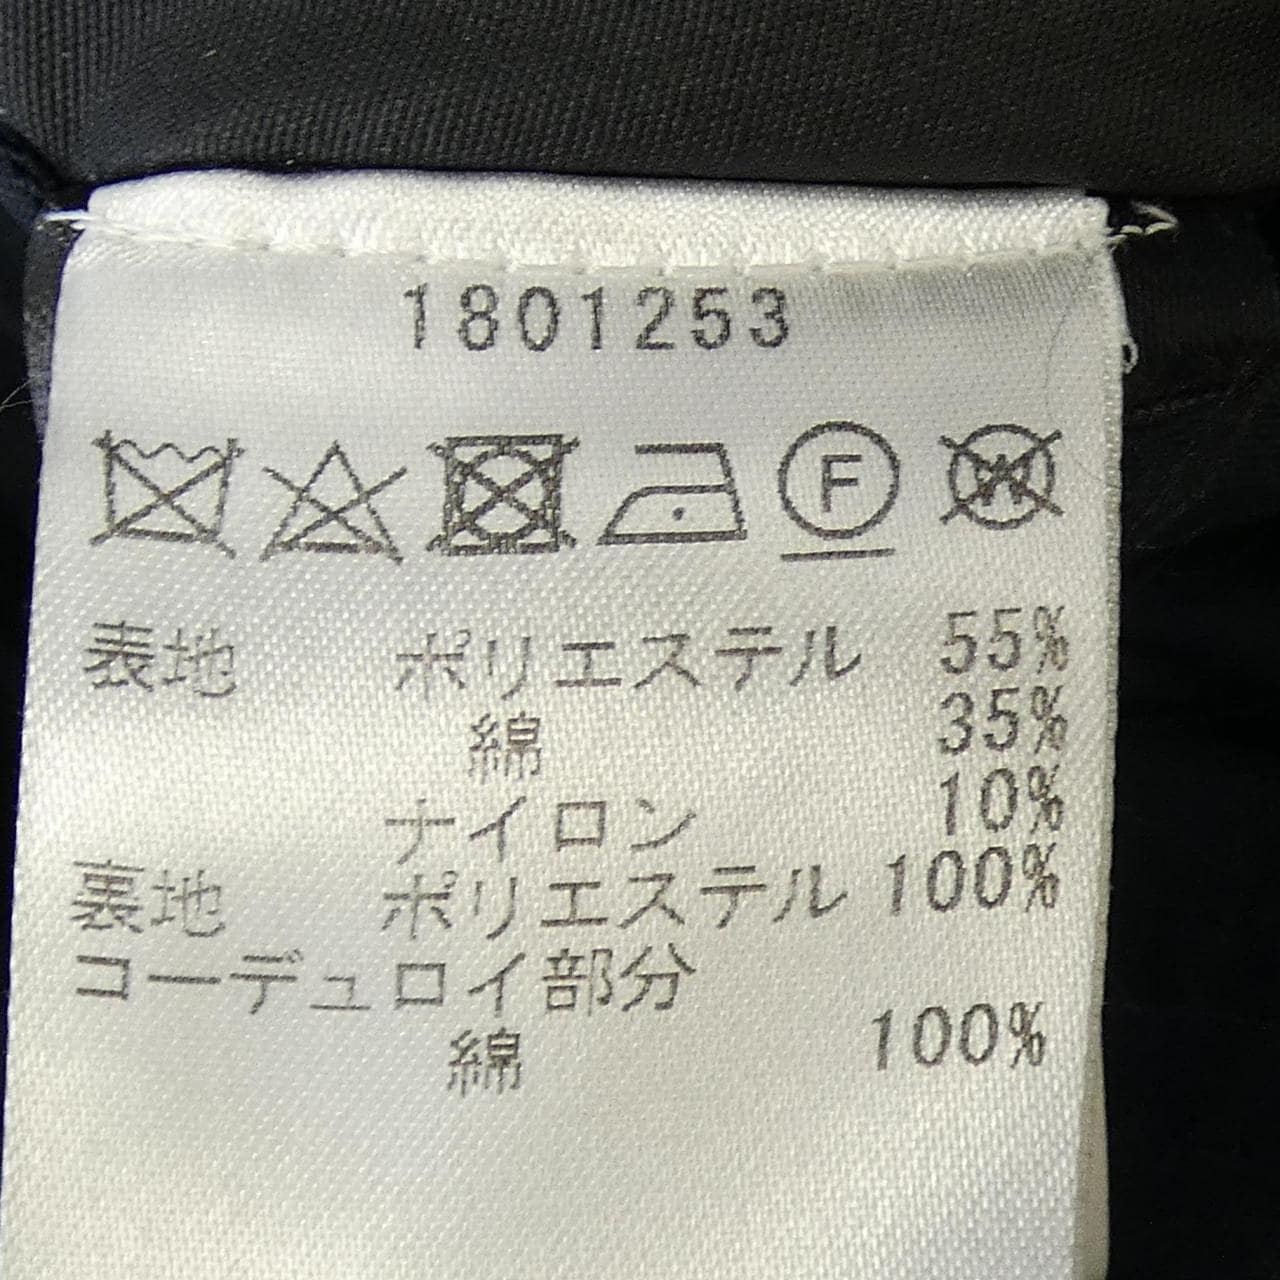 1801253
F W
表地 ポリエステル 55%
綿 35%
ナイロン 10%
裏地 ポリエステル 100%
コーデュロイ部分
綿 100%